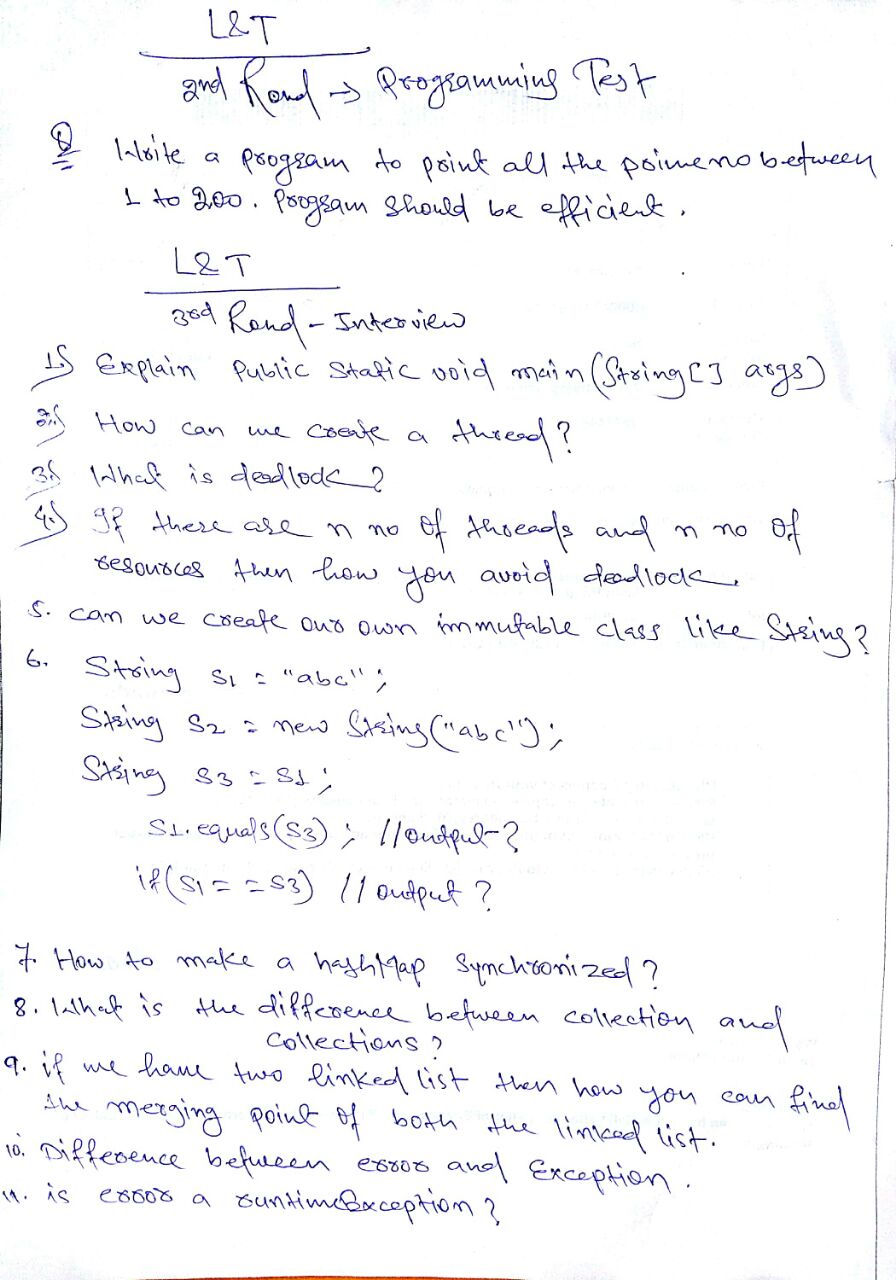 L&T
2nd Round → Programming Test
Q Write a program to print all the prime no between
1 to 200. Program should be efficient.
L&T
3rd Round - Interview
1.) Explain Public Static void main (String[] args)
2.) How can we create a thread?
3.) What is deadlock?
4.) If there are n no of threads and n no of
resources then how you avoid deadlock.
5. can we create our own immutable class like String?
6. String s1 = "abc";
String s2 = new String("abc");
String s3 = s1;
s1.equals(s3); //output-?
if(s1 == s3) //output?
7. How to make a hashMap Synchronized?
8. What is the difference between collection and
Collections?
9. if we have two linked list then how you can find
the merging point of both the linked list.
10. Difference between error and Exception.
11. is error a runtimeException?